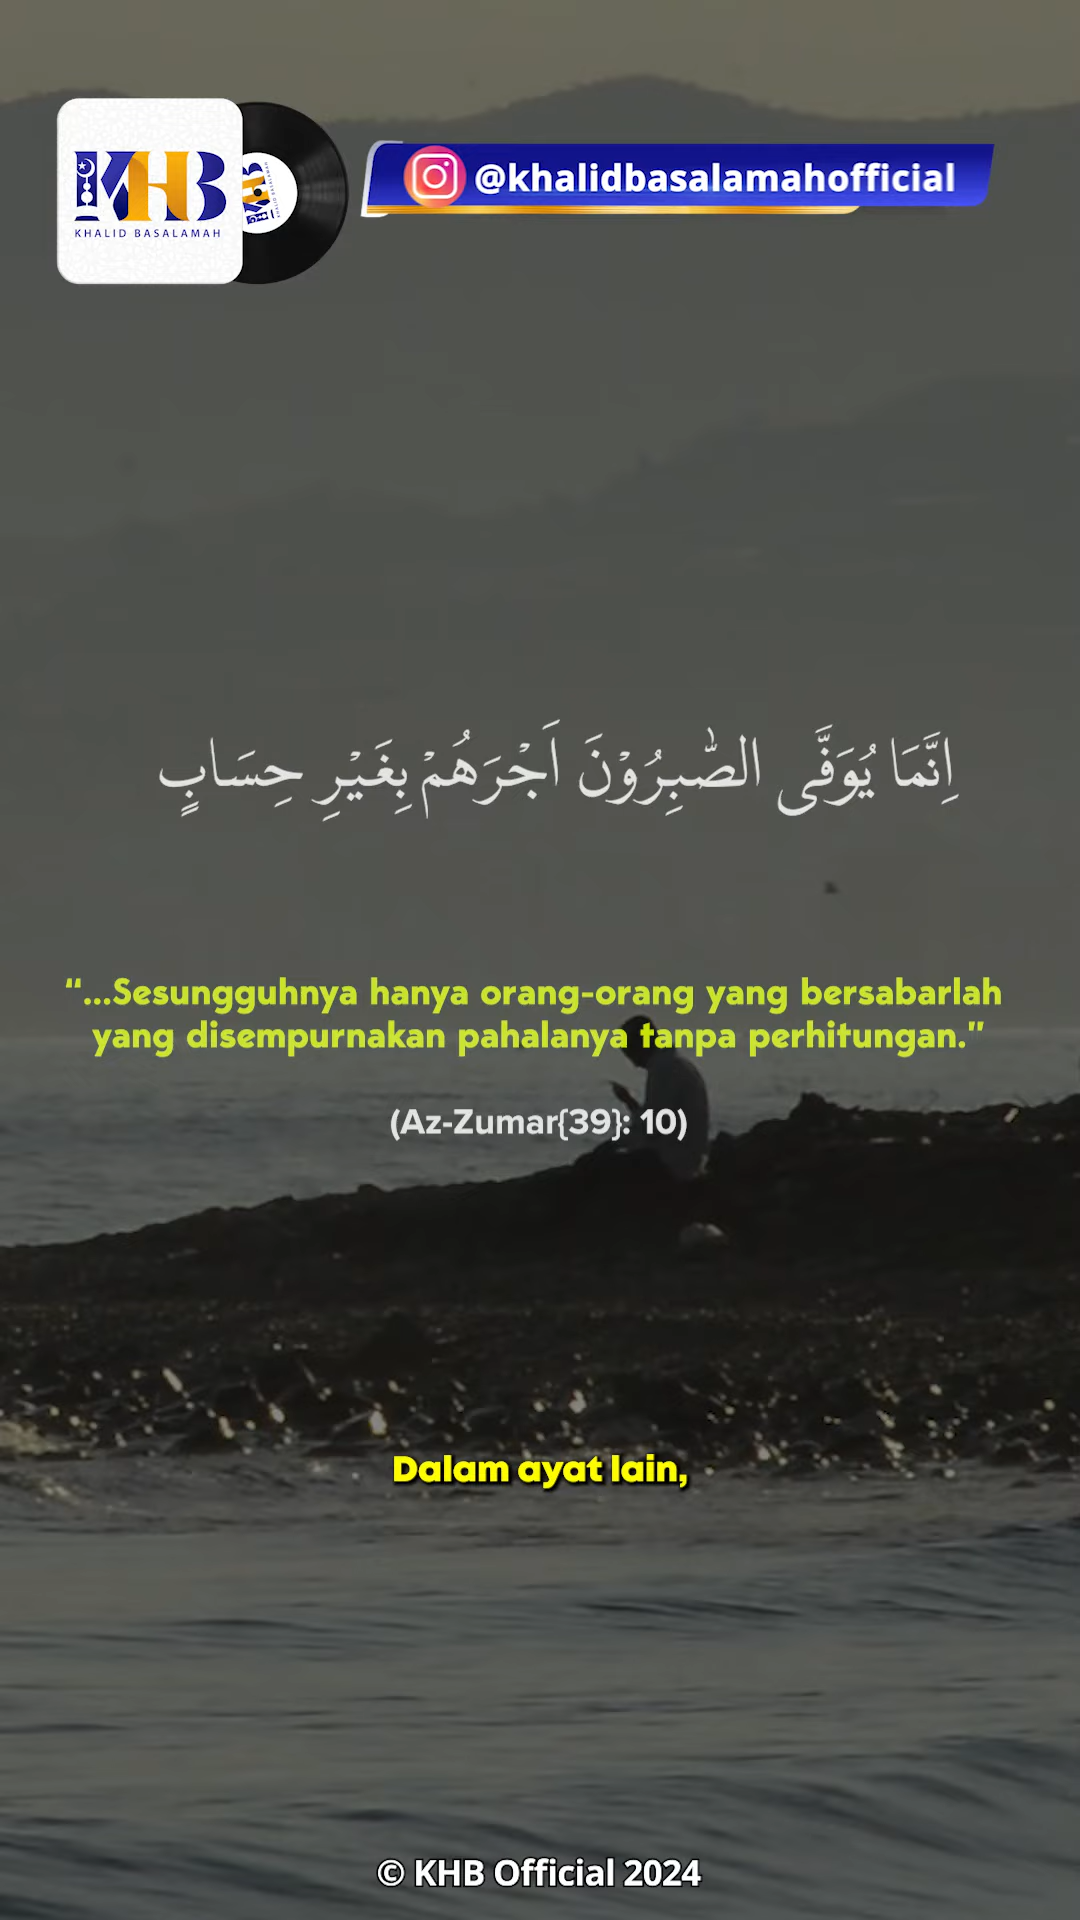 KHB
KHALID BASALAMAH
@khalidbasalamahofficial
اِنَّمَا يُوَفَّى الصّٰبِرُوْنَ اَجْرَهُمْ بِغَيْرِ حِسَابٍ
“...Sesungguhnya hanya orang-orang yang bersabarlah
yang disempurnakan pahalanya tanpa perhitungan.”
(Az-Zumar{39}: 10)
Dalam ayat lain,
© KHB Official 2024